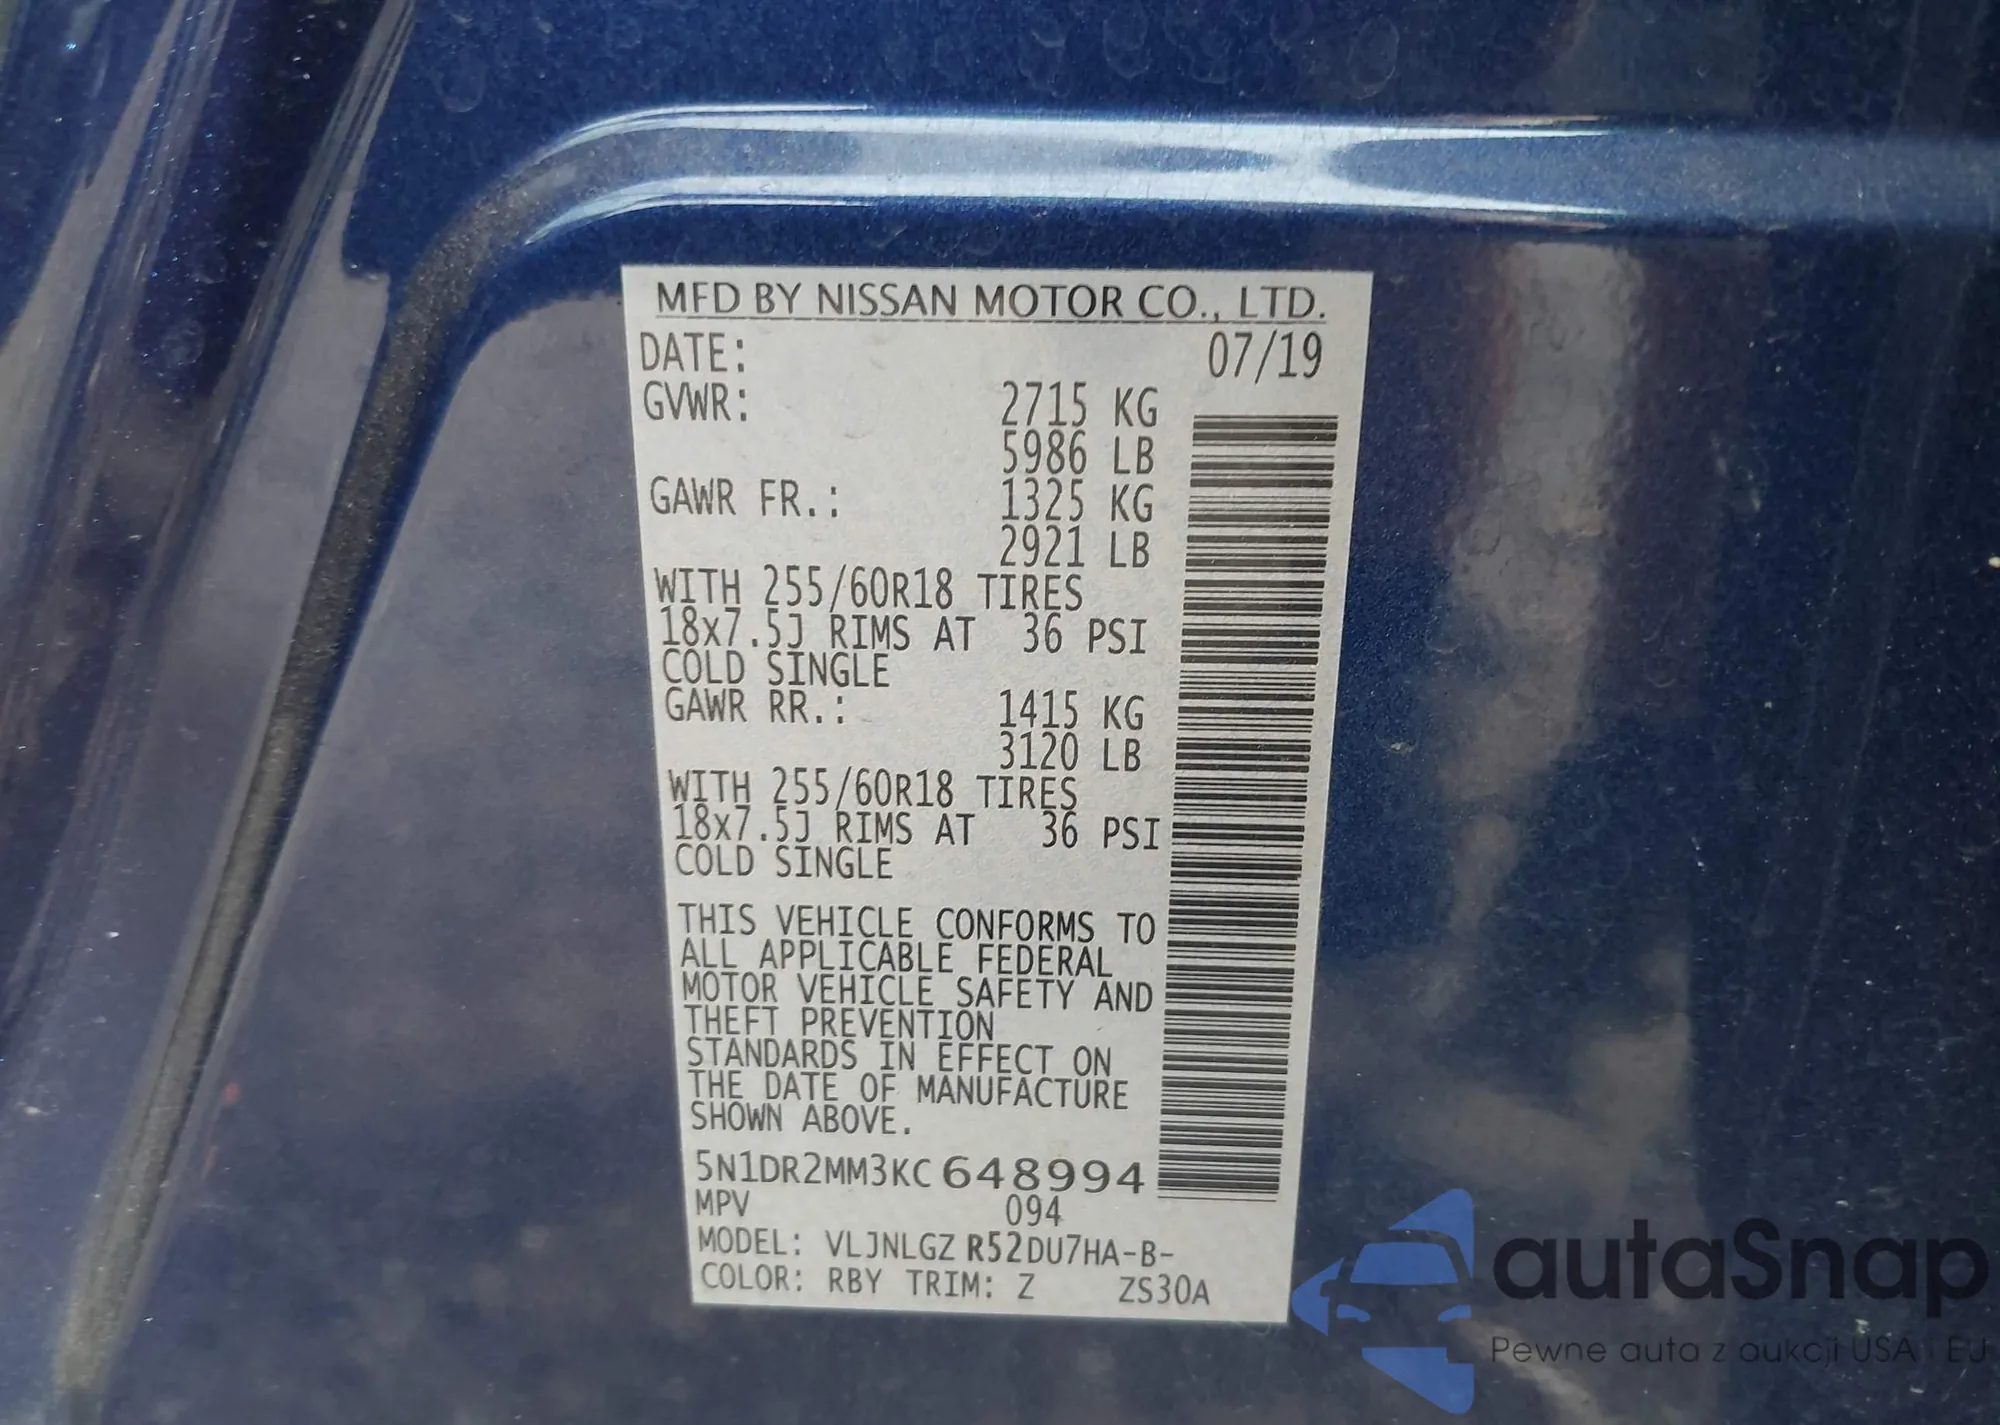 MFD BY NISSAN MOTOR CO., LTD.
DATE: 07/19
GVWR: 2715 KG
5986 LB
GAWR FR.: 1325 KG
2921 LB
WITH 255/60R18 TIRES
18x7.5J RIMS AT 36 PSI
COLD SINGLE
GAWR RR.: 1415 KG
3120 LB
WITH 255/60R18 TIRES
18x7.5J RIMS AT 36 PSI
COLD SINGLE
THIS VEHICLE CONFORMS TO
ALL APPLICABLE FEDERAL
MOTOR VEHICLE SAFETY AND
THEFT PREVENTION
STANDARDS IN EFFECT ON
THE DATE OF MANUFACTURE
SHOWN ABOVE.
5N1DR2MM3KC648994
MPV 094
MODEL: VLJNLGZ R52DU7HA-B-
COLOR: RBY TRIM: Z ZS30A
autaSnap
Pewne auta z aukcji USA i EU